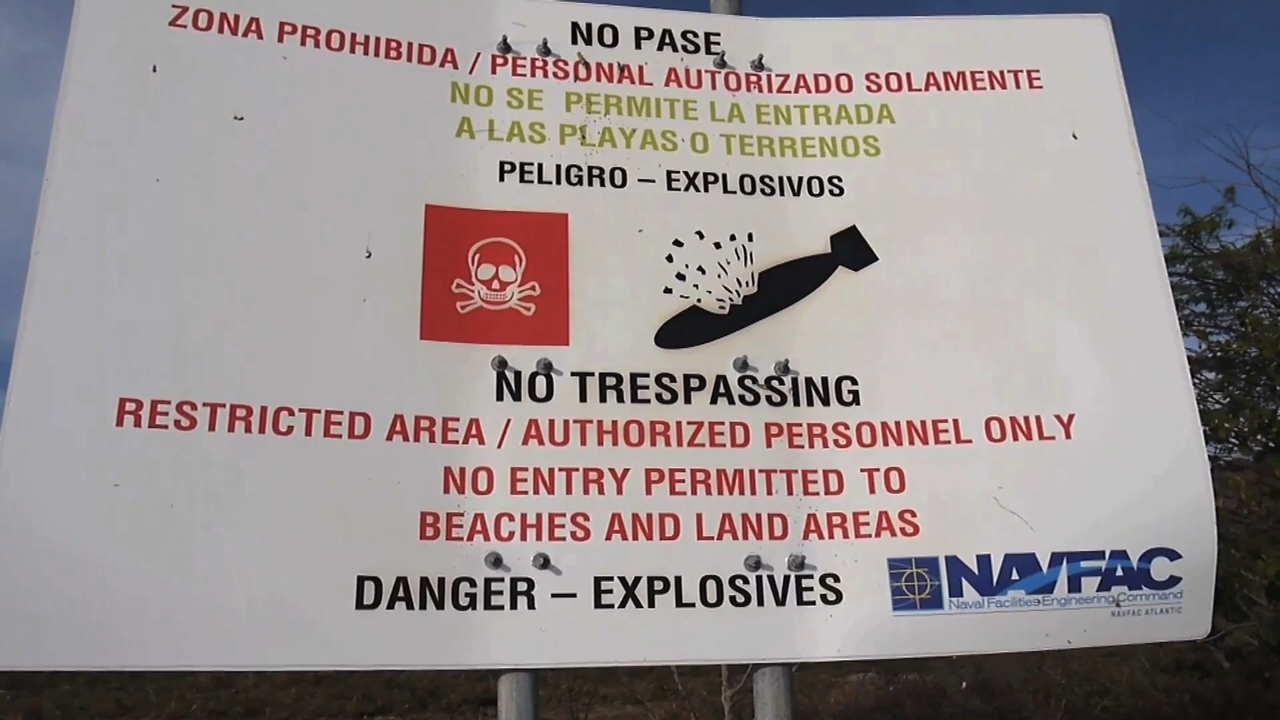 NO PASE
ZONA PROHIBIDA / PERSONAL AUTORIZADO SOLAMENTE
NO SE PERMITE LA ENTRADA
A LAS PLAYAS O TERRENOS
PELIGRO – EXPLOSIVOS
NO TRESPASSING
RESTRICTED AREA / AUTHORIZED PERSONNEL ONLY
NO ENTRY PERMITTED TO
BEACHES AND LAND AREAS
DANGER – EXPLOSIVES
NAVFAC
Naval Facilities Engineering Command
NAVFAC ATLANTIC